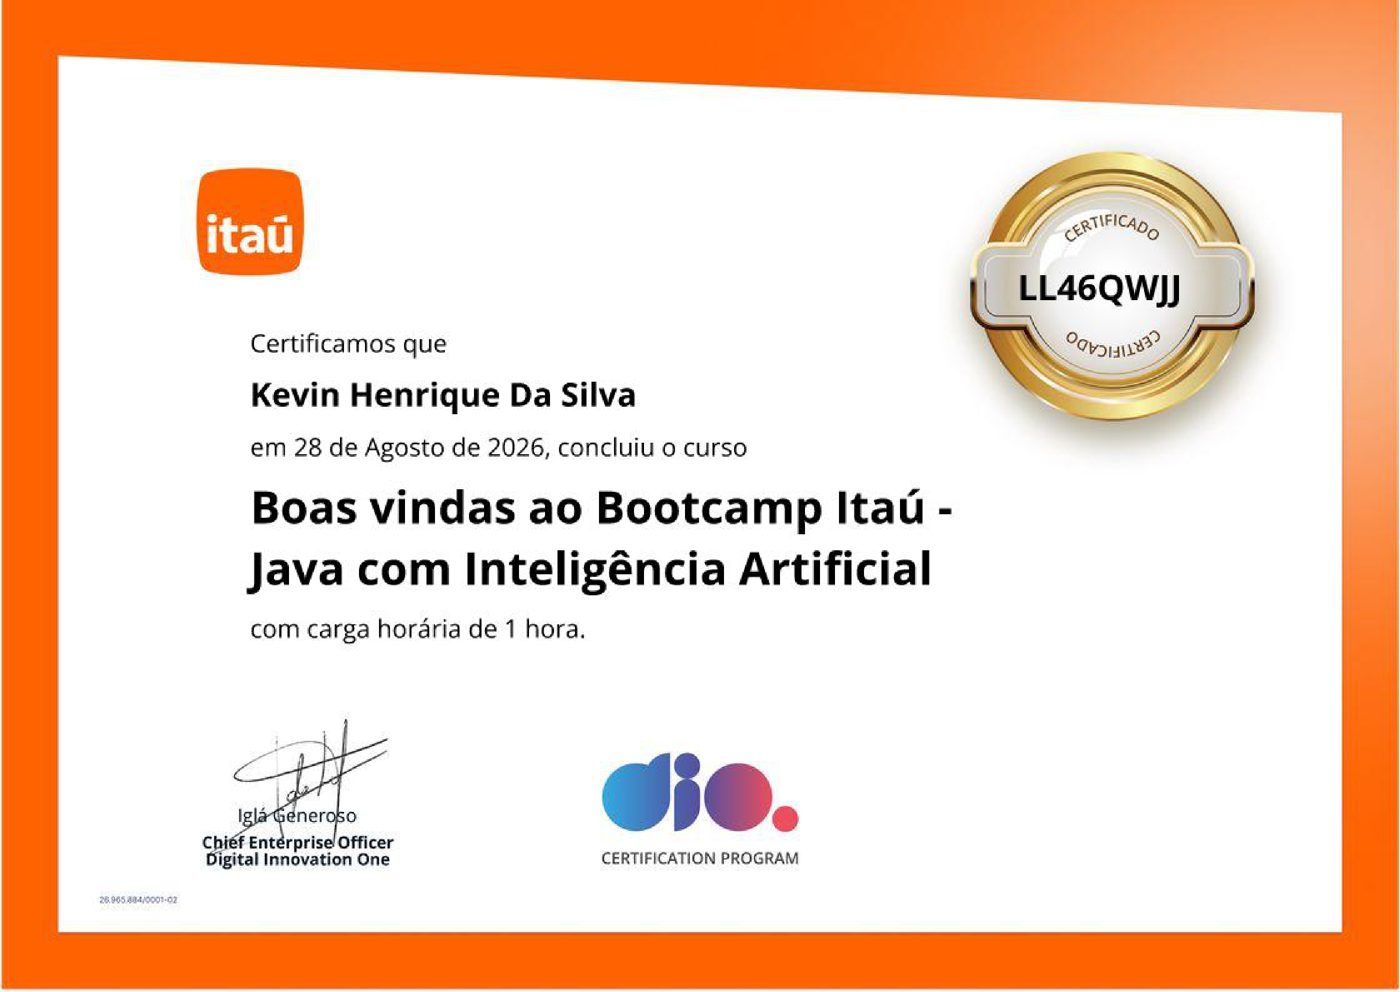 itaú
CERTIFICADO
LL46QWJJ
CERTIFICADO
Certificamos que
Kevin Henrique Da Silva
em 28 de Agosto de 2026, concluiu o curso
Boas vindas ao Bootcamp Itaú -
Java com Inteligência Artificial
com carga horária de 1 hora.
Iglá Generoso
Chief Enterprise Officer
Digital Innovation One
dio.
CERTIFICATION PROGRAM
26.965.884/0001-02